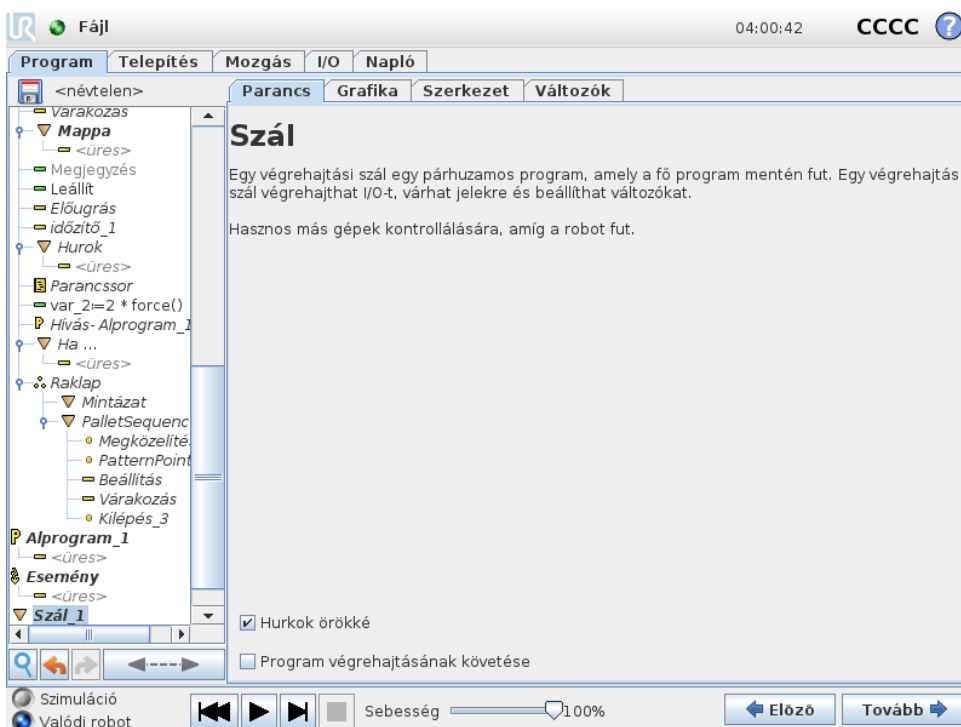 UR Fájl 04:00:42 CCCC ?
Program Telepítés Mozgás I/O Napló
<névtelen>
Parancs Grafika Szerkezet Változók
Várakozás
Mappa
<üres>
Megjegyzés
Leállít
Előugrás
időzítő_1
Hurok
<üres>
Parancssor
var_2:=2 * force()
Hívás- Alprogram_1
Ha ...
<üres>
Raklap
Mintázat
PalletSequenc
Megközelíté
PatternPoint
Beállítás
Várakozás
Kilépés_3
Alprogram_1
<üres>
Esemény
<üres>
Szál_1
Szál
Egy végrehajtási szál egy párhuzamos program, amely a fő program mentén fut. Egy végrehajtás
szál végrehajthat I/O-t, várhat jelekre és beállíthat változókat.
Hasznos más gépek kontrollálására, amíg a robot fut.
Hurkok örökké
Program végrehajtásának követése
Szimuláció
Valódi robot
Sebesség 100%
Előző Tovább